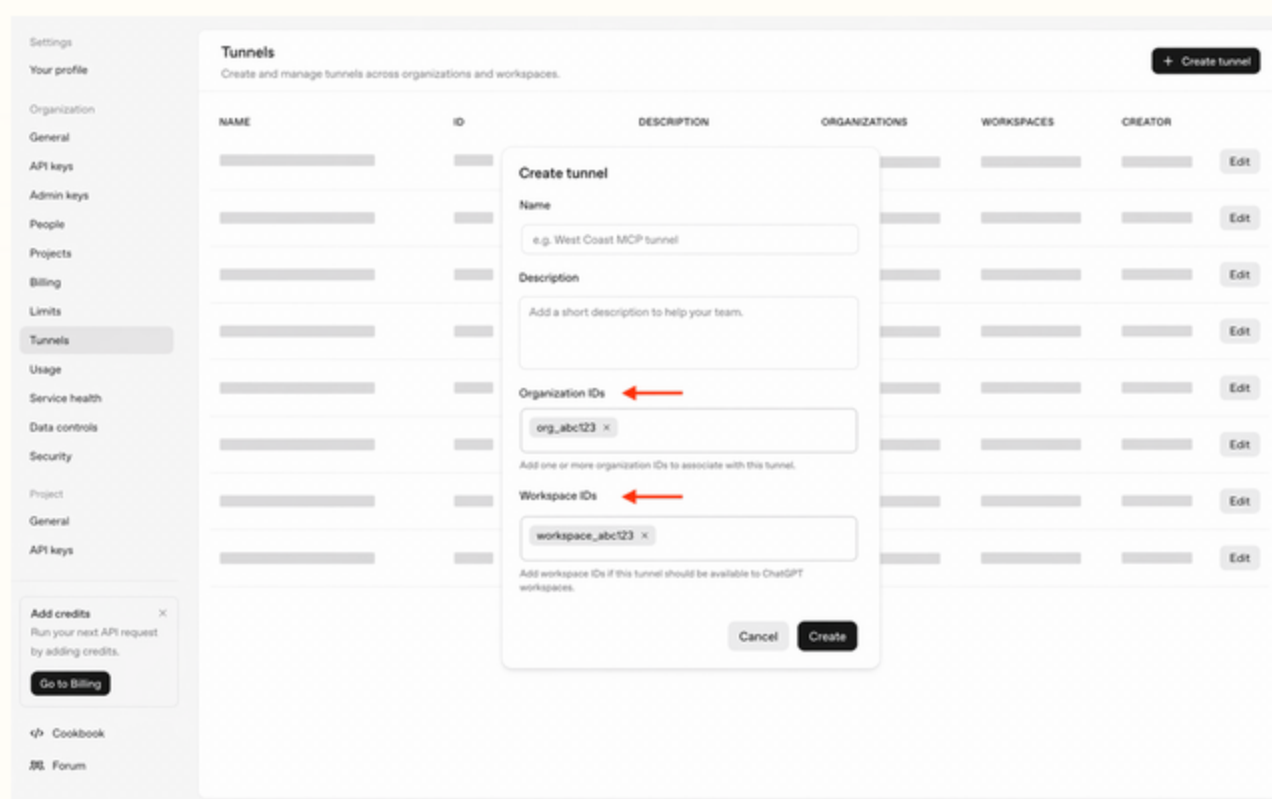 Settings
Your profile
Organization
General
API keys
Admin keys
People
Projects
Billing
Limits
Tunnels
Usage
Service health
Data controls
Security
Project
General
API keys
Add credits
Run your next API request
by adding credits.
Go to Billing
Cookbook
Forum
Tunnels
Create and manage tunnels across organizations and workspaces.
+ Create tunnel
NAME ID DESCRIPTION ORGANIZATIONS WORKSPACES CREATOR
Edit
Edit
Edit
Edit
Edit
Edit
Edit
Edit
Create tunnel
Name
e.g. West Coast MCP tunnel
Description
Add a short description to help your team.
Organization IDs
org_abc123 ×
Add one or more organization IDs to associate with this tunnel.
Workspace IDs
workspace_abc123 ×
Add workspace IDs if this tunnel should be available to ChatGPT
workspaces.
Cancel Create